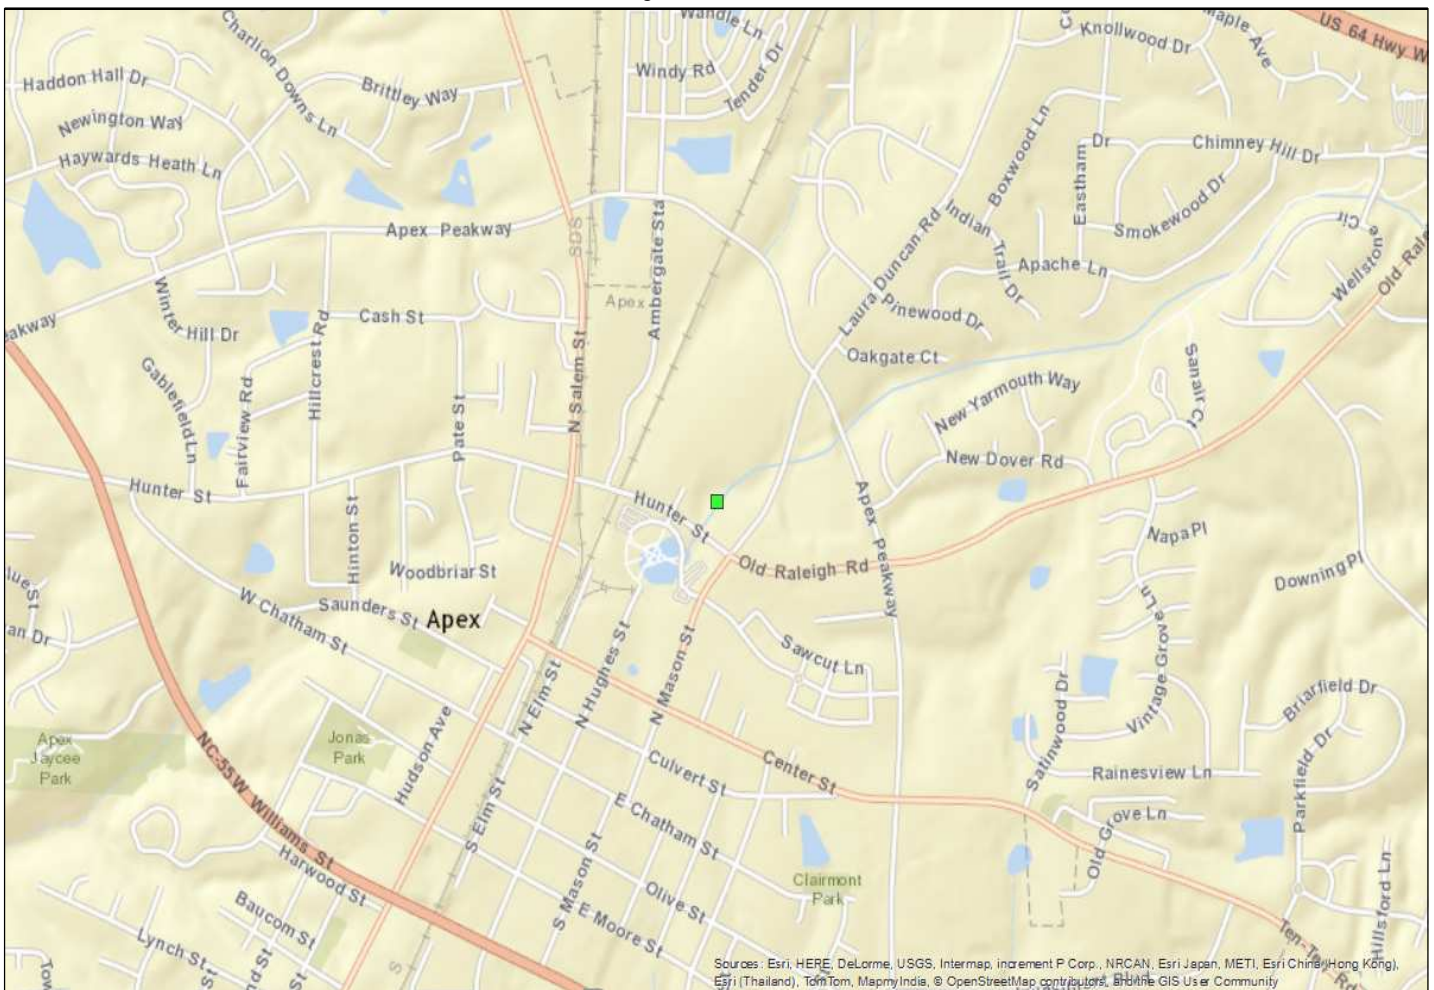 Wandle Ln
Maple Ave
US 64 Hwy W
Charlion Downs Ln
Knollwood Dr
Haddon Hall Dr
Brittley Way
Windy Rd
Tender Dr
Newington Way
Boxwood Ln
Eastham Dr
Chimney Hill Dr
Haywards Heath Ln
Smokewood Dr
Apex Peakway
Ambergate Sta
Laura Duncan Rd
Indian Trail Dr
Apache Ln
Wellstone Cir
Old Rale
Winter Hill Dr
Hillcrest Rd
Cash St
Apex
Pinewood Dr
eakway
N Salem St
Oakgate Ct
Gablefield Ln
Fairview Rd
Pate St
New Yarmouth Way
Sanair Ct
New Dover Rd
Hunter St
Hinton St
Hunter St
Apex Peakway
Napa Pl
Woodbriar St
Old Raleigh Rd
Downing Pl
W Chatham St
Saunders St
Apex
an Dr
Vintage Grove Ln
Sawcut Ln
N Elm St
N Hughes St
N Mason St
Satinwood Dr
Briarfield Dr
Apex
Jaycee
Park
NC-55 W Williams St
Jonas
Park
Hudson Ave
Culvert St
Center St
Rainesview Ln
Parkfield Dr
S Elm St
E Chatham St
Old Grove Ln
Harwood St
S Mason St
Olive St
Clairmont
Park
Hillsford Ln
Baucom St
E Moore St
Ten-Ten Rd
Lynch St
Sources: Esri, HERE, DeLorme, USGS, Intermap, increment P Corp., NRCAN, Esri Japan, METI, Esri China (Hong Kong),
Esri (Thailand), TomTom, MapmyIndia, © OpenStreetMap contributors, and the GIS User Community